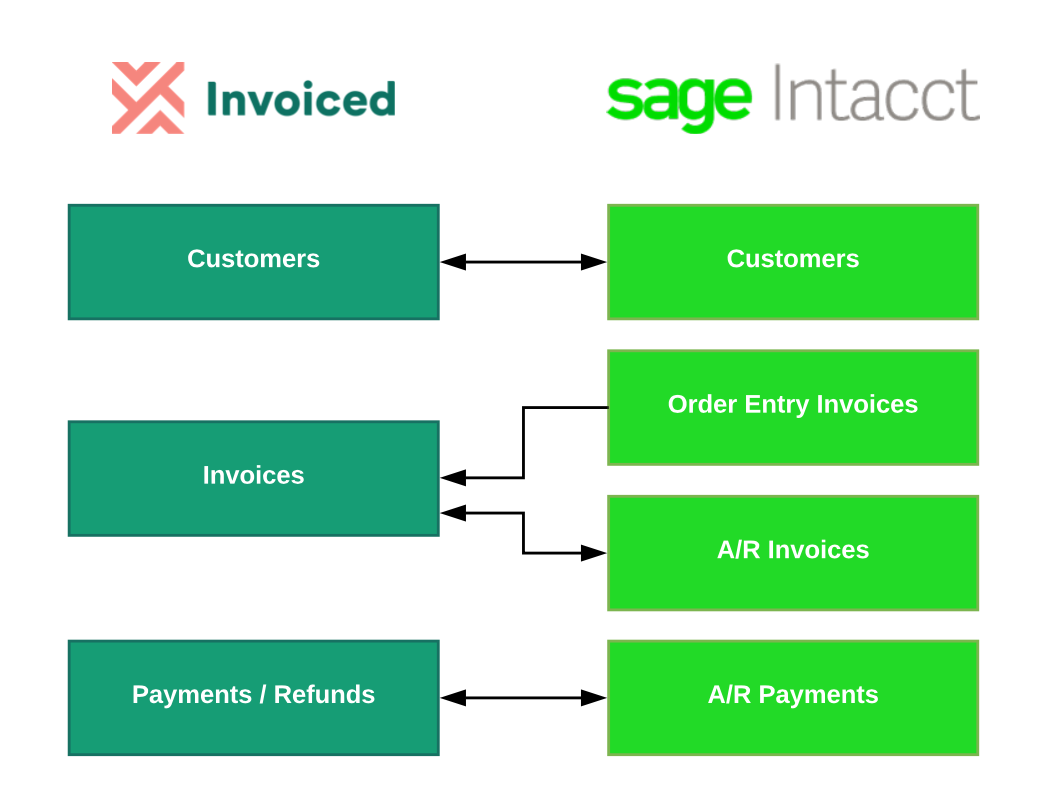 Invoiced
sage Intacct
Customers
Customers
Order Entry Invoices
Invoices
A/R Invoices
Payments / Refunds
A/R Payments